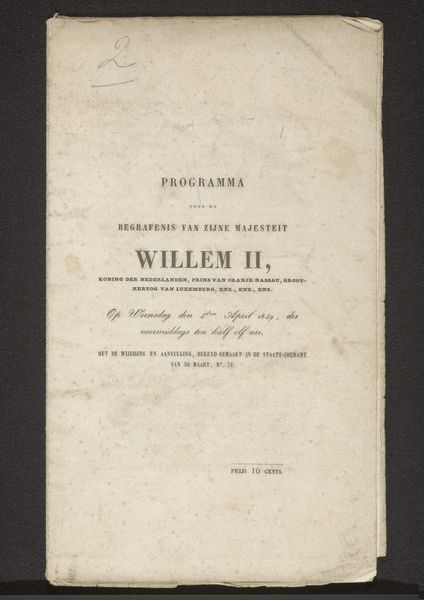 2
PROGRAMMA
VOOR DE
BEGRAFENIS VAN ZIJNE MAJESTEIT
WILLEM II,
KONING DER NEDERLANDEN, PRINS VAN ORANJE-NASSAU, GROOT-
HERTOG VAN LUXEMBURG, ENZ., ENZ., ENZ.
Op Woensdag den 4den April 1849, des
voormiddags ten half elf ure.
MET DE WIJZIGING EN AANVULLING, BEKEND GEMAAKT IN DE STAATS-COURANT
VAN 30 MAART, No. 76.
PRIJS 10 CENTS.